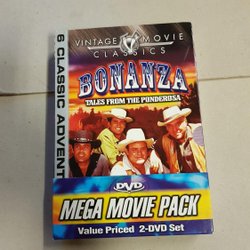 VINTAGE MOVIE
CLASSICS
BONANZA
TALES FROM THE PONDEROSA
DVD
MEGA MOVIE PACK
Value Priced 2-DVD Set
6 CLASSIC ADVENT